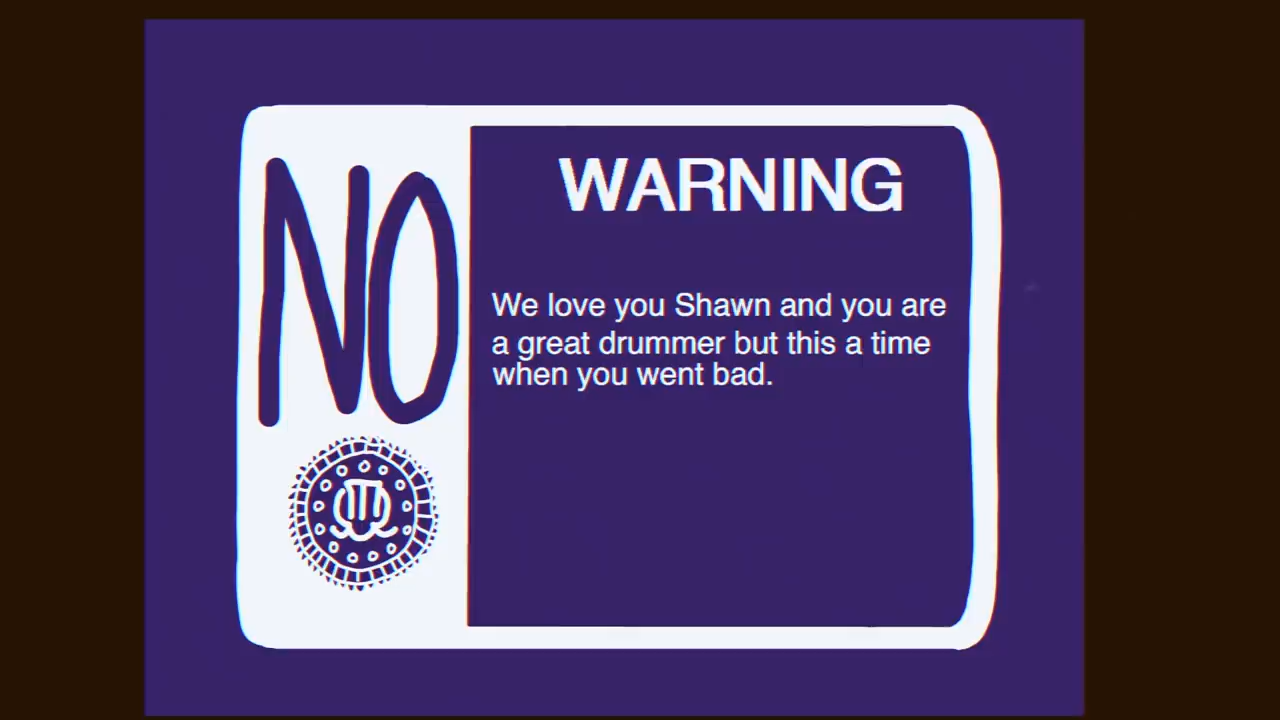 NO
WARNING
We love you Shawn and you are
a great drummer but this a time
when you went bad.